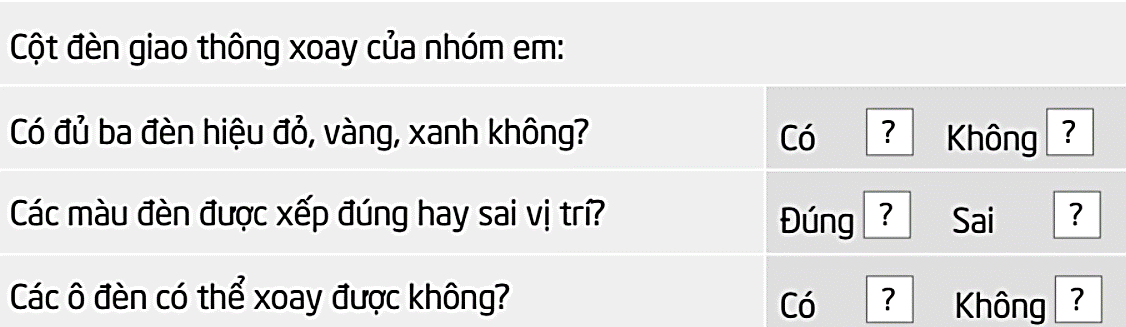 Cột đèn giao thông xoay của nhóm em:
Có đủ ba đèn hiệu đỏ, vàng, xanh không? Có ? Không ?
Các màu đèn được xếp đúng hay sai vị trí? Đúng ? Sai ?
Các ô đèn có thể xoay được không? Có ? Không ?